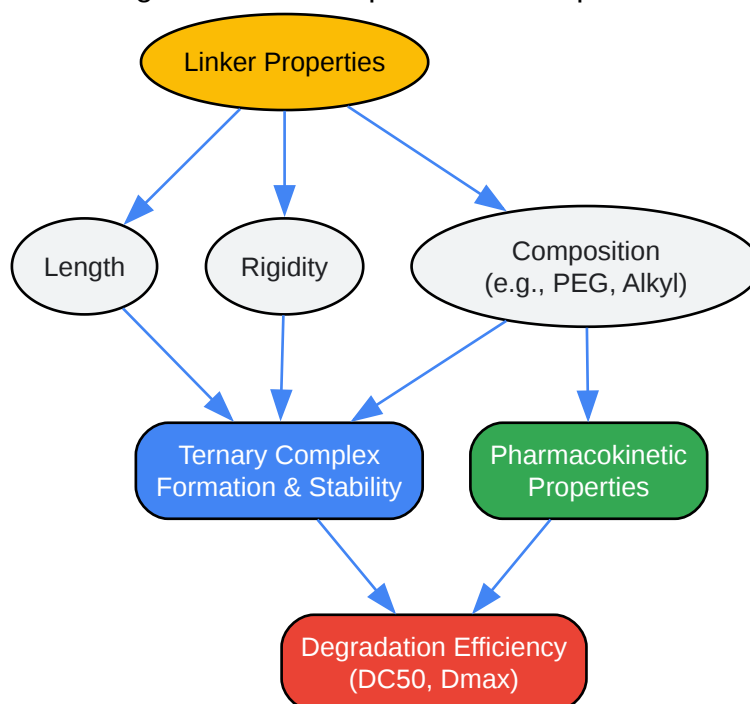 Linker Properties
Length
Rigidity
Composition
(e.g., PEG, Alkyl)
Ternary Complex
Formation & Stability
Pharmacokinetic
Properties
Degradation Efficiency
(DC50, Dmax)